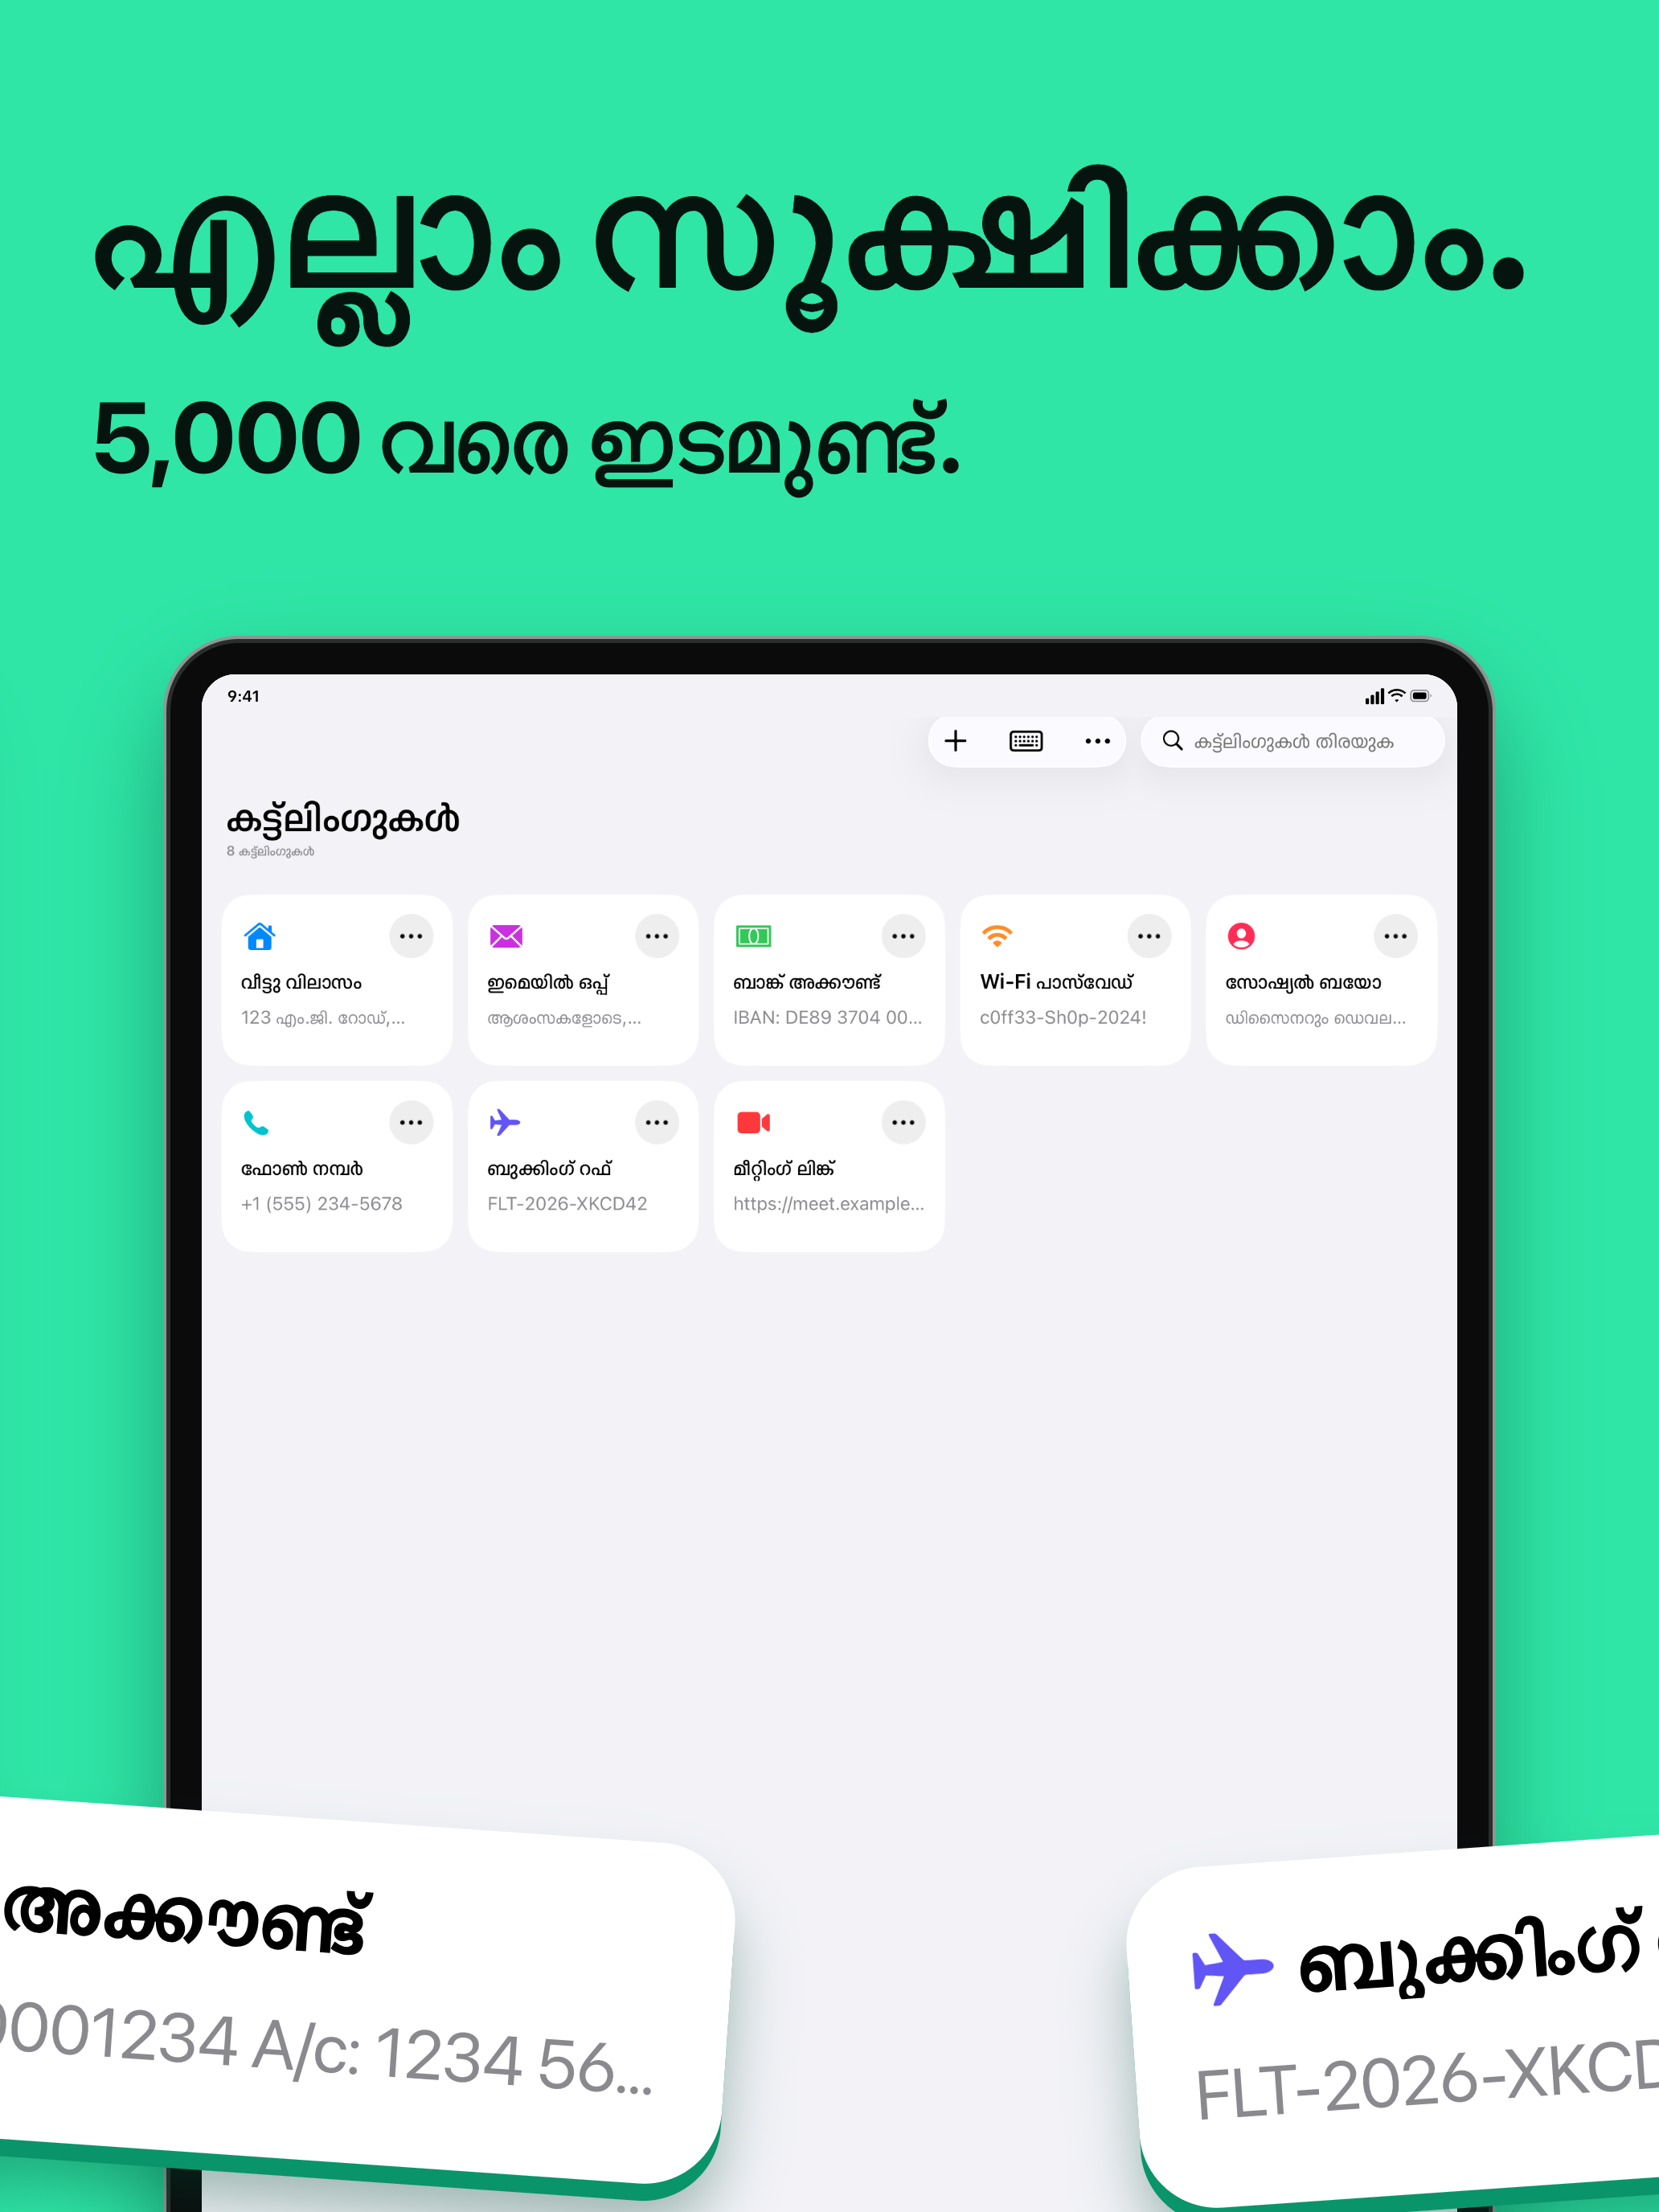 എല്ലാം സൂക്ഷിക്കാം.
5,000 വരെ ഇടമുണ്ട്.
9:41
കട്ട്ലിംഗുകൾ തിരയുക
കട്ട്ലിംഗുകൾ
8 കട്ട്ലിംഗുകൾ
വീട്ടു വിലാസം
123 എം.ജി. റോഡ്,...
ഇമെയിൽ ഒപ്പ്
ആശംസകളോടെ,...
ബാങ്ക് അക്കൗണ്ട്
IBAN: DE89 3704 00...
Wi-Fi പാസ്‌വേഡ്
c0ff33-Sh0p-2024!
സോഷ്യൽ ബയോ
ഡിസൈനറും ഡെവല...
ഫോൺ നമ്പർ
+1 (555) 234-5678
ബുക്കിംഗ് റഫ്
FLT-2026-XKCD42
മീറ്റിംഗ് ലിങ്ക്
https://meet.example...
അക്കൗണ്ട്
0001234 A/c: 1234 56...
ബുക്കിംഗ്
FLT-2026-XKCD